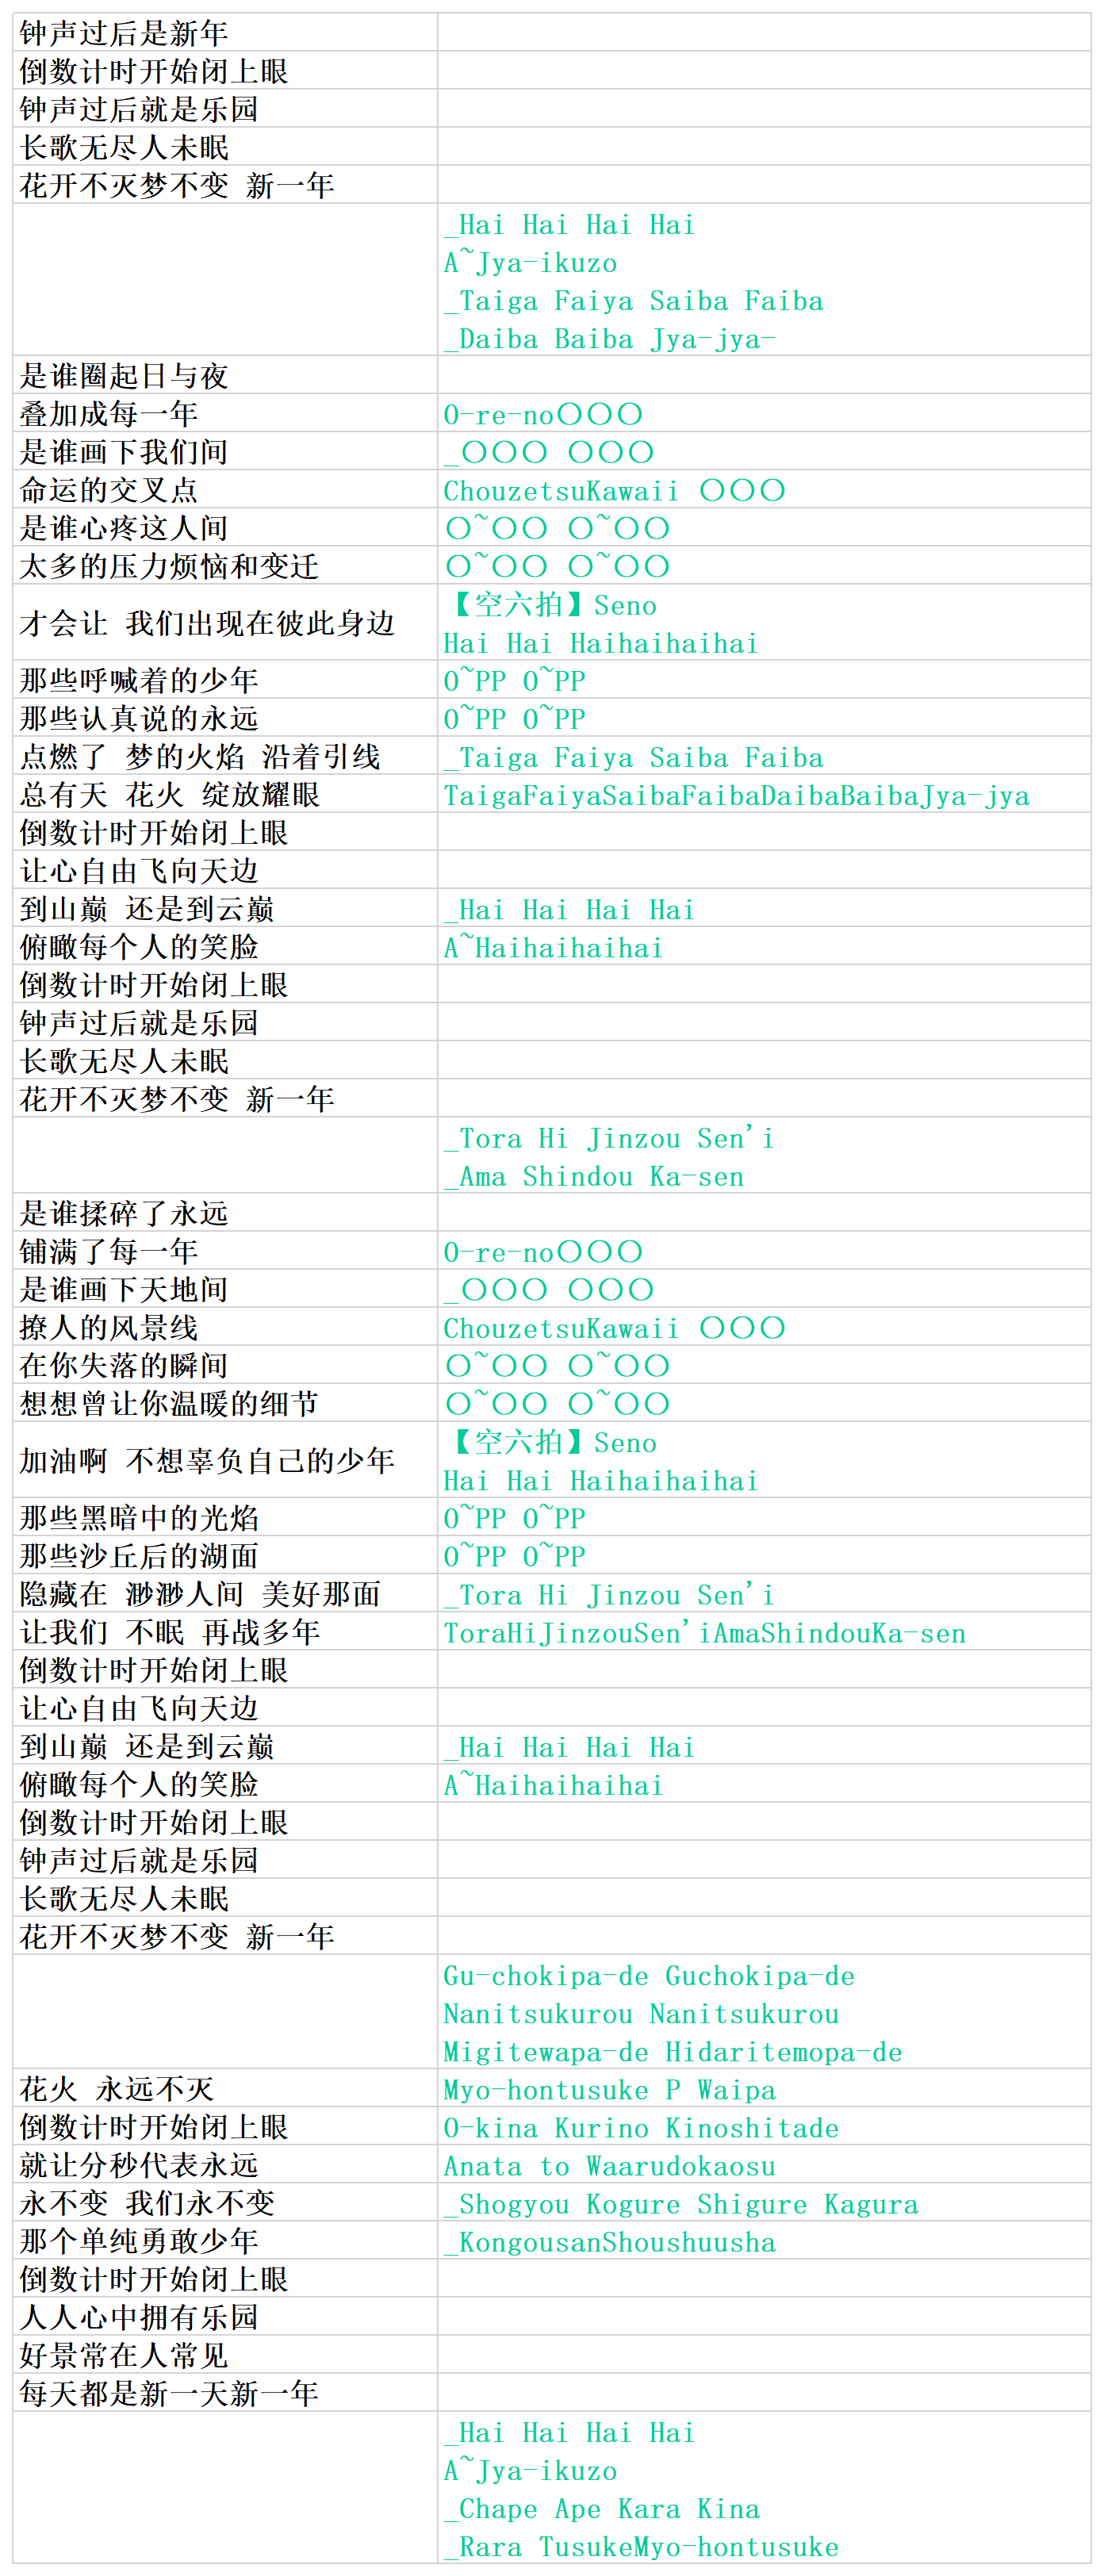 钟声过后是新年
倒数计时开始闭上眼
钟声过后就是乐园
长歌无尽人未眠
花开不灭梦不变 新一年
_Hai Hai Hai Hai
A~Jya-ikuzo
_Taiga Faiya Saiba Faiba
_Daiba Baiba Jya-jya-
是谁圈起日与夜
叠加成每一年 O-re-no〇〇〇
是谁画下我们间 _〇〇〇 〇〇〇
命运的交叉点 ChouzetsuKawaii 〇〇〇
是谁心疼这人间 〇~〇〇 〇~〇〇
太多的压力烦恼和变迁 〇~〇〇 〇~〇〇
才会让 我们出现在彼此身边 【空六拍】Seno
Hai Hai Haihaihaihai
那些呼喊着的少年 O~PP O~PP
那些认真说的永远 O~PP O~PP
点燃了 梦的火焰 沿着引线 _Taiga Faiya Saiba Faiba
总有天 花火 绽放耀眼 TaigaFaiyaSaibaFaibaDaibaBaibaJya-jya
倒数计时开始闭上眼
让心自由飞向天边
到山巅 还是到云巅 _Hai Hai Hai Hai
俯瞰每个人的笑脸 A~Haihaihaihai
倒数计时开始闭上眼
钟声过后就是乐园
长歌无尽人未眠
花开不灭梦不变 新一年
_Tora Hi Jinzou Sen'i
_Ama Shindou Ka-sen
是谁揉碎了永远
铺满了每一年 O-re-no〇〇〇
是谁画下天地间 _〇〇〇 〇〇〇
撩人的风景线 ChouzetsuKawaii 〇〇〇
在你失落的瞬间 〇~〇〇 〇~〇〇
想想曾让你温暖的细节 〇~〇〇 〇~〇〇
加油啊 不想辜负自己的少年 【空六拍】Seno
Hai Hai Haihaihaihai
那些黑暗中的光焰 O~PP O~PP
那些沙丘后的湖面 O~PP O~PP
隐藏在 渺渺人间 美好那面 _Tora Hi Jinzou Sen'i
让我们 不眠 再战多年 ToraHiJinzouSen'iAmaShindouKa-sen
倒数计时开始闭上眼
让心自由飞向天边
到山巅 还是到云巅 _Hai Hai Hai Hai
俯瞰每个人的笑脸 A~Haihaihaihai
倒数计时开始闭上眼
钟声过后就是乐园
长歌无尽人未眠
花开不灭梦不变 新一年
Gu-chokipa-de Guchokipa-de
Nanitsukurou Nanitsukurou
Migitewapa-de Hidaritemopa-de
花火 永远不灭 Myo-hontusuke P Waipa
倒数计时开始闭上眼 O-kina Kurino Kinoshitade
就让分秒代表永远 Anata to Waarudokaosu
永不变 我们永不变 _Shogyou Kogure Shigure Kagura
那个单纯勇敢少年 _KongousanShoushuusha
倒数计时开始闭上眼
人人心中拥有乐园
好景常在人常见
每天都是新一天新一年
_Hai Hai Hai Hai
A~Jya-ikuzo
_Chape Ape Kara Kina
_Rara TusukeMyo-hontusuke